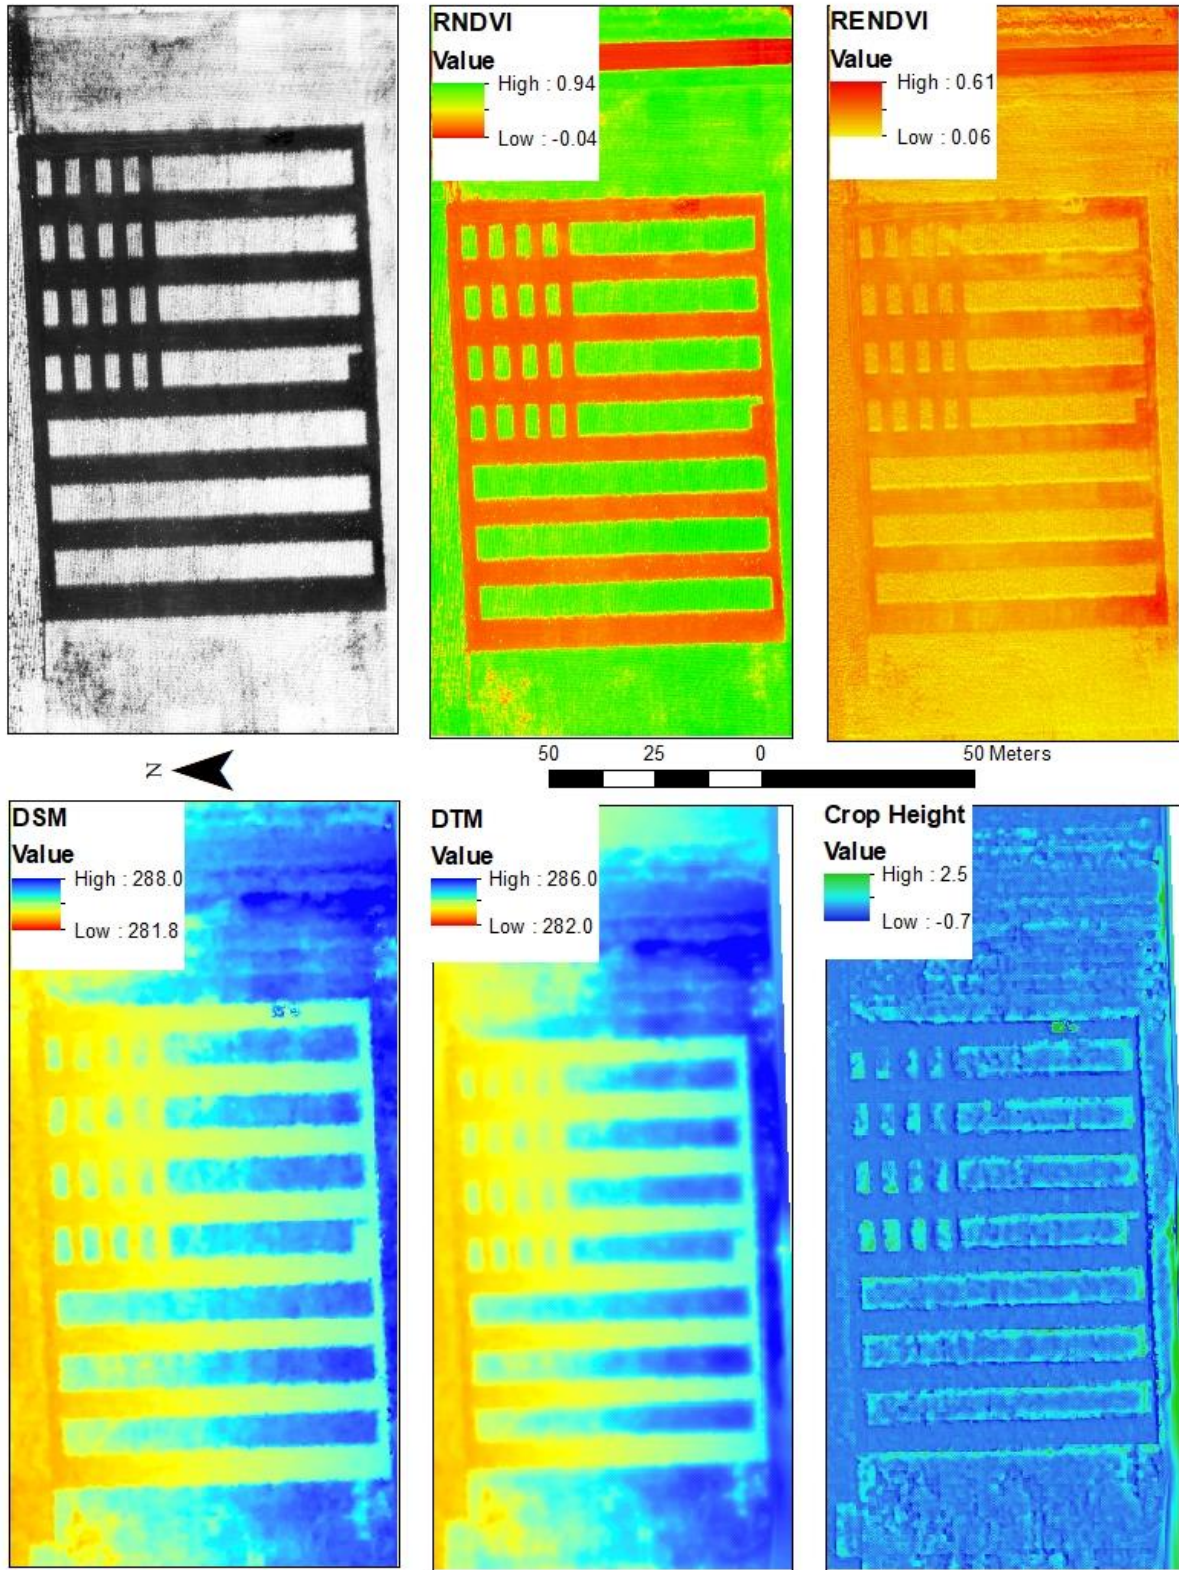 RNDVI
Value
High : 0.94
Low : -0.04
RENDVI
Value
High : 0.61
Low : 0.06
N
50 25 0 50 Meters
DSM
Value
High : 288.0
Low : 281.8
DTM
Value
High : 286.0
Low : 282.0
Crop Height
Value
High : 2.5
Low : -0.7